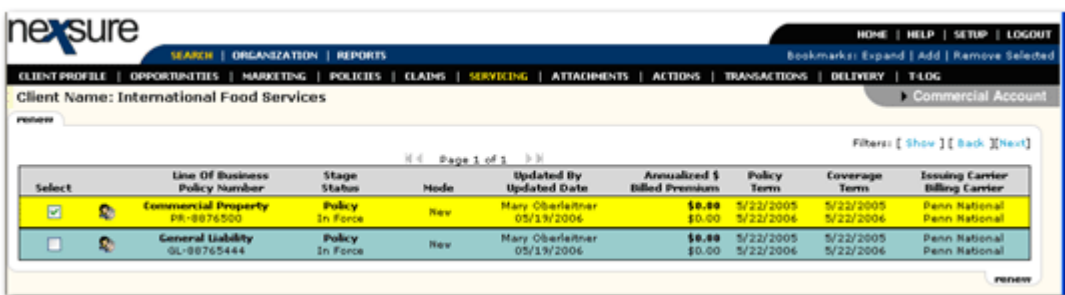 nexsure
HOME | HELP | SETUP | LOGOUT
SEARCH | ORGANIZATION | REPORTS
Bookmarks: Expand | Add | Remove Selected
CLIENT PROFILE | OPPORTUNITIES | MARKETING | POLICIES | CLAIMS | SERVICING | ATTACHMENTS | ACTIONS | TRANSACTIONS | DELIVERY | T-LOG
Client Name: International Food Services
Commercial Account
renew
Filters: [ Show ] [ Back ][Next]
Page 1 of 1
Select Line Of Business Stage Mode Updated By Annualized $ Policy Coverage Issuing Carrier
Policy Number Status Updated Date Billed Premium Term Term Billing Carrier
Commercial Property Policy New Mary Oberleitner $0.00 5/22/2005 5/22/2005 Penn National
PR-8876500 In Force 05/19/2006 $0.00 5/22/2006 5/22/2006 Penn National
General Liability Policy New Mary Oberleitner $0.00 5/22/2005 5/22/2005 Penn National
GL-88765444 In Force 05/19/2006 $0.00 5/22/2006 5/22/2006 Penn National
renew